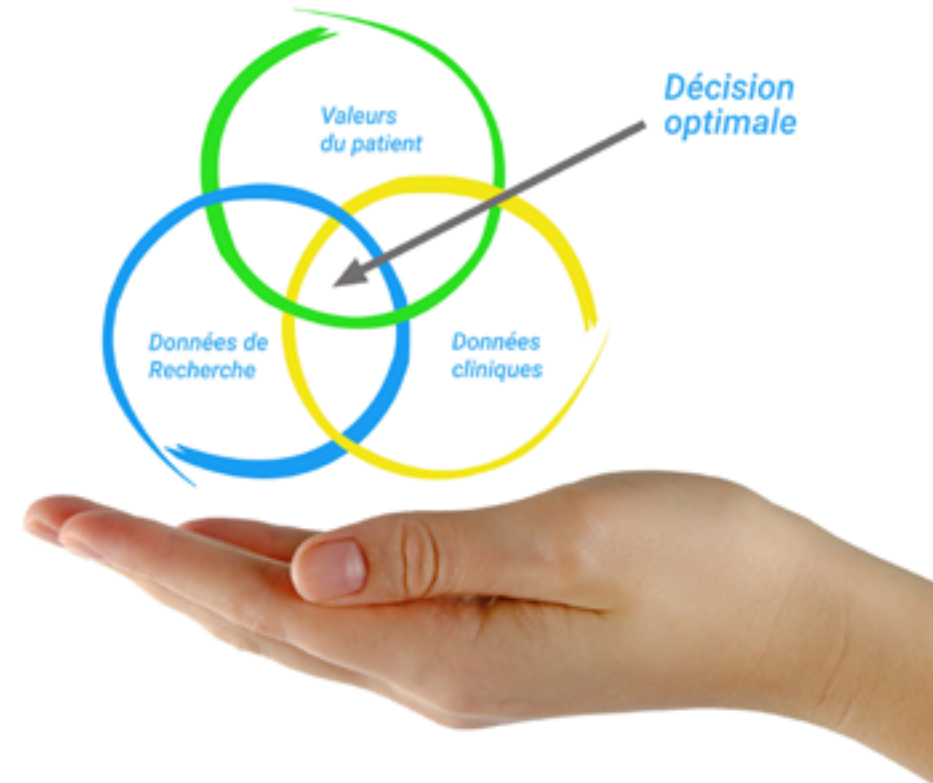 Valeurs
du patient
Décision
optimale
Données de
Recherche
Données
cliniques